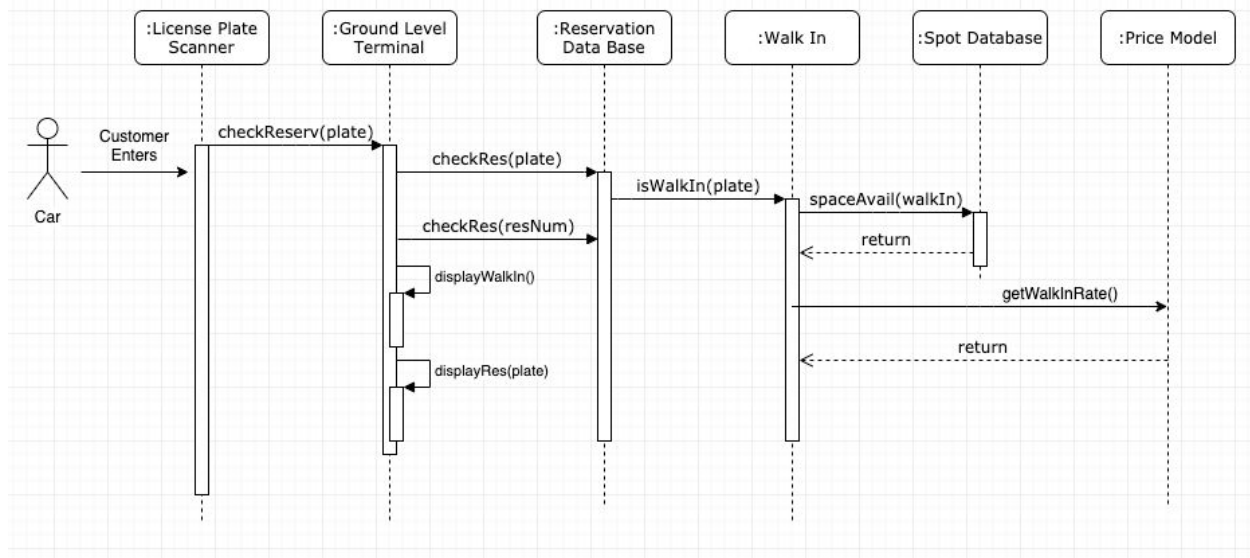 :License Plate
Scanner
:Ground Level
Terminal
:Reservation
Data Base
:Walk In
:Spot Database
:Price Model
Customer
Enters
Car
checkReserv(plate)
checkRes(plate)
isWalkIn(plate)
spaceAvail(walkIn)
checkRes(resNum)
return
displayWalkIn()
getWalkInRate()
return
displayRes(plate)